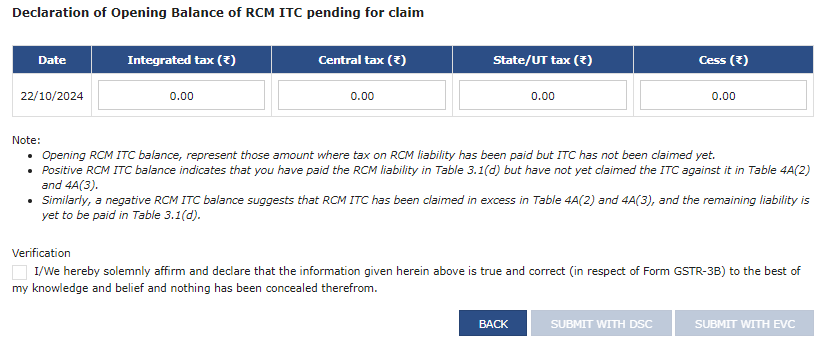 Declaration of Opening Balance of RCM ITC pending for claim
Date Integrated tax (₹) Central tax (₹) State/UT tax (₹) Cess (₹)
22/10/2024 0.00 0.00 0.00 0.00
Note:
• Opening RCM ITC balance, represent those amount where tax on RCM liability has been paid but ITC has not been claimed yet.
• Positive RCM ITC balance indicates that you have paid the RCM liability in Table 3.1(d) but have not yet claimed the ITC against it in Table 4A(2)
and 4A(3).
• Similarly, a negative RCM ITC balance suggests that RCM ITC has been claimed in excess in Table 4A(2) and 4A(3), and the remaining liability is
yet to be paid in Table 3.1(d).
Verification
I/We hereby solemnly affirm and declare that the information given herein above is true and correct (in respect of Form GSTR-3B) to the best of
my knowledge and belief and nothing has been concealed therefrom.
BACK SUBMIT WITH DSC SUBMIT WITH EVC